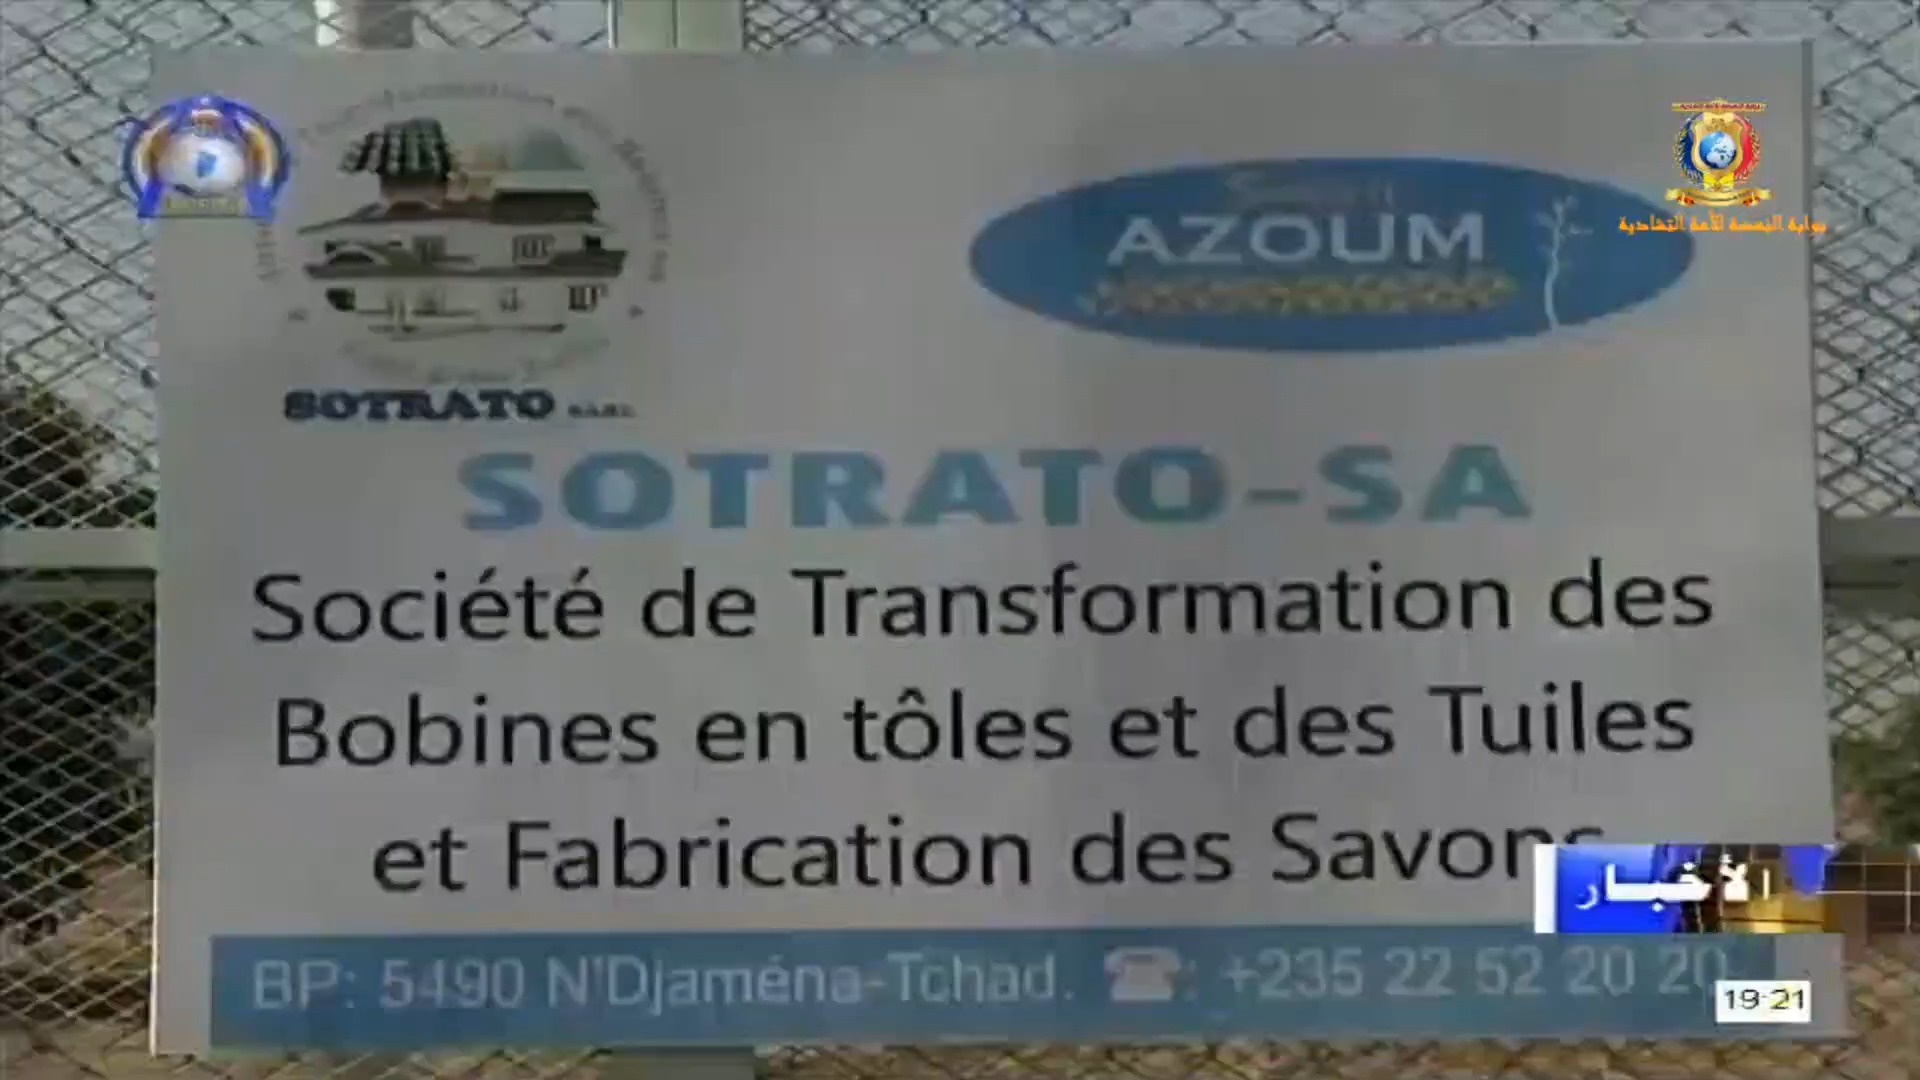 AZOUM
SOTRATO S.A.R.L
SOTRATO-SA
Société de Transformation des
Bobines en tôles et des Tuiles
et Fabrication des Savons
BP: 5490 N'Djaména-Tchad. ☎: +235 22 52 20 20
الأخبار
19:21